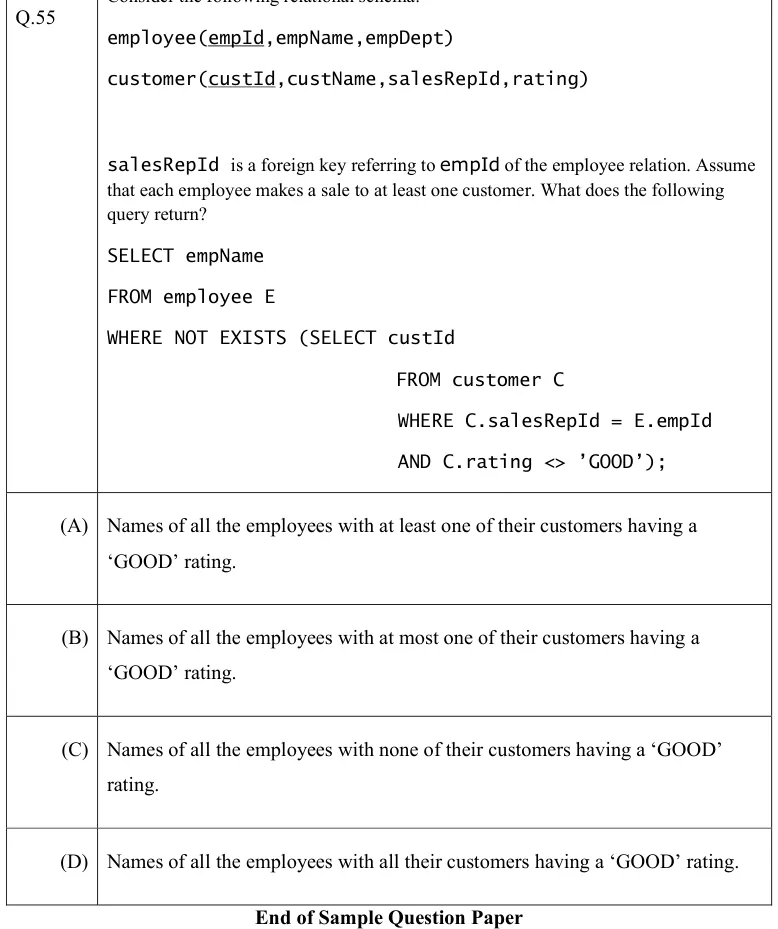 Consider the following relational schema:
Q.55
employee(empId,empName,empDept)
customer(custId,custName,salesRepId,rating)
salesRepId is a foreign key referring to empId of the employee relation. Assume
that each employee makes a sale to at least one customer. What does the following
query return?
SELECT empName
FROM employee E
WHERE NOT EXISTS (SELECT custId
FROM customer C
WHERE C.salesRepId = E.empId
AND C.rating <> ’GOOD’);
(A) Names of all the employees with at least one of their customers having a
‘GOOD’ rating.
(B) Names of all the employees with at most one of their customers having a
‘GOOD’ rating.
(C) Names of all the employees with none of their customers having a ‘GOOD’
rating.
(D) Names of all the employees with all their customers having a ‘GOOD’ rating.
End of Sample Question Paper